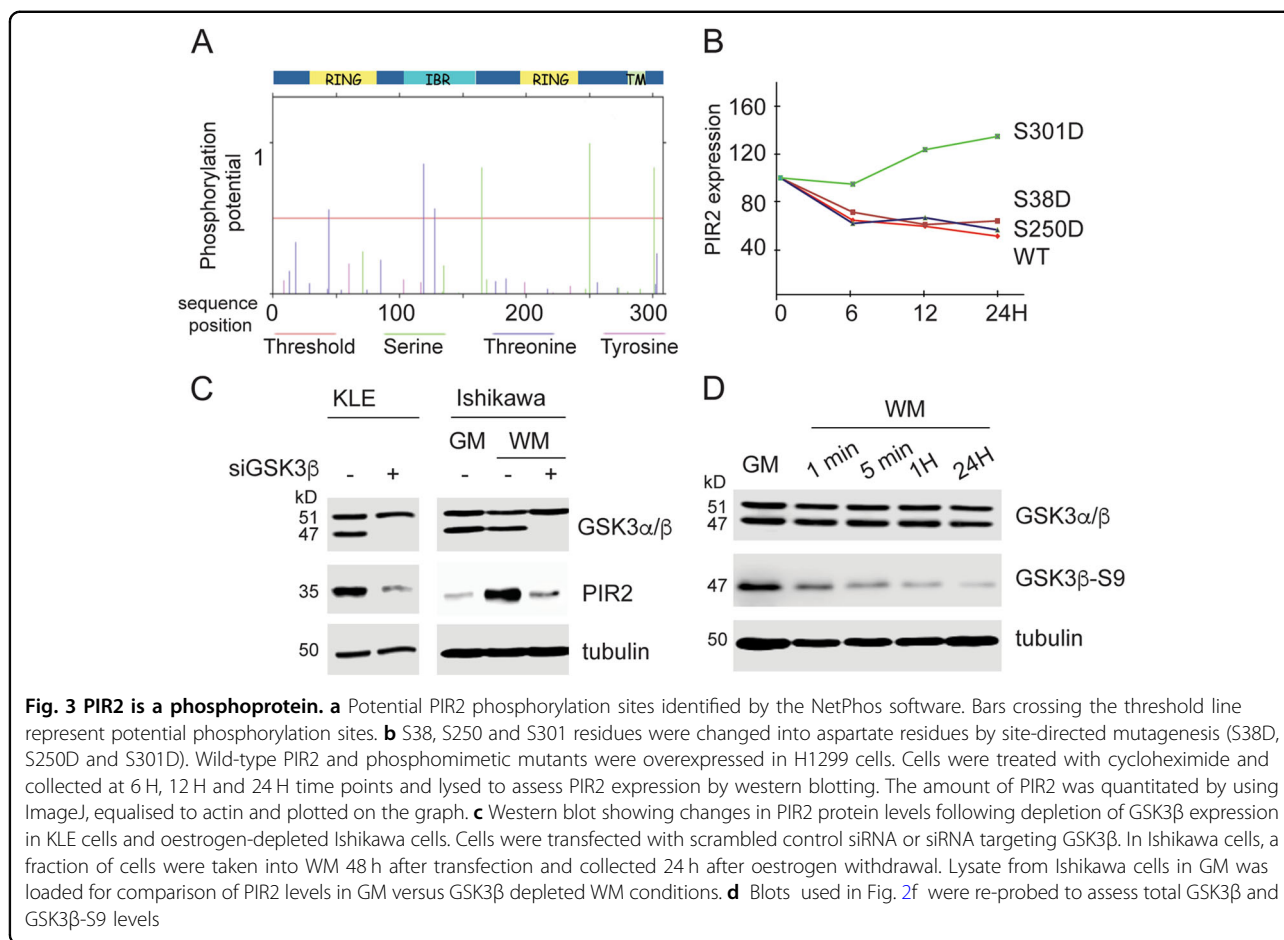 A
RING IBR RING TM
Phosphorylation
potential
1
sequence
position
0 100 200 300
Threshold Serine Threonine Tyrosine
B
PIR2 expression
160
120
80
40
0 6 12 24H
S301D
S38D
S250D
WT
C
KLE Ishikawa
GM WM
siGSK3β - + - - +
kD
51
47
GSK3α/β
35
PIR2
50
tubulin
D
WM
GM 1 min 5 min 1H 24H
kD
51
47
GSK3α/β
47
GSK3β-S9
50
tubulin
Fig. 3 PIR2 is a phosphoprotein. a Potential PIR2 phosphorylation sites identified by the NetPhos software. Bars crossing the threshold line
represent potential phosphorylation sites. b S38, S250 and S301 residues were changed into aspartate residues by site-directed mutagenesis (S38D,
S250D and S301D). Wild-type PIR2 and phosphomimetic mutants were overexpressed in H1299 cells. Cells were treated with cycloheximide and
collected at 6 H, 12 H and 24 H time points and lysed to assess PIR2 expression by western blotting. The amount of PIR2 was quantitated by using
ImageJ, equalised to actin and plotted on the graph. c Western blot showing changes in PIR2 protein levels following depletion of GSK3β expression
in KLE cells and oestrogen-depleted Ishikawa cells. Cells were transfected with scrambled control siRNA or siRNA targeting GSK3β. In Ishikawa cells, a
fraction of cells were taken into WM 48 h after transfection and collected 24 h after oestrogen withdrawal. Lysate from Ishikawa cells in GM was
loaded for comparison of PIR2 levels in GM versus GSK3β depleted WM conditions. d Blots used in Fig. 2f were re-probed to assess total GSK3β and
GSK3β-S9 levels